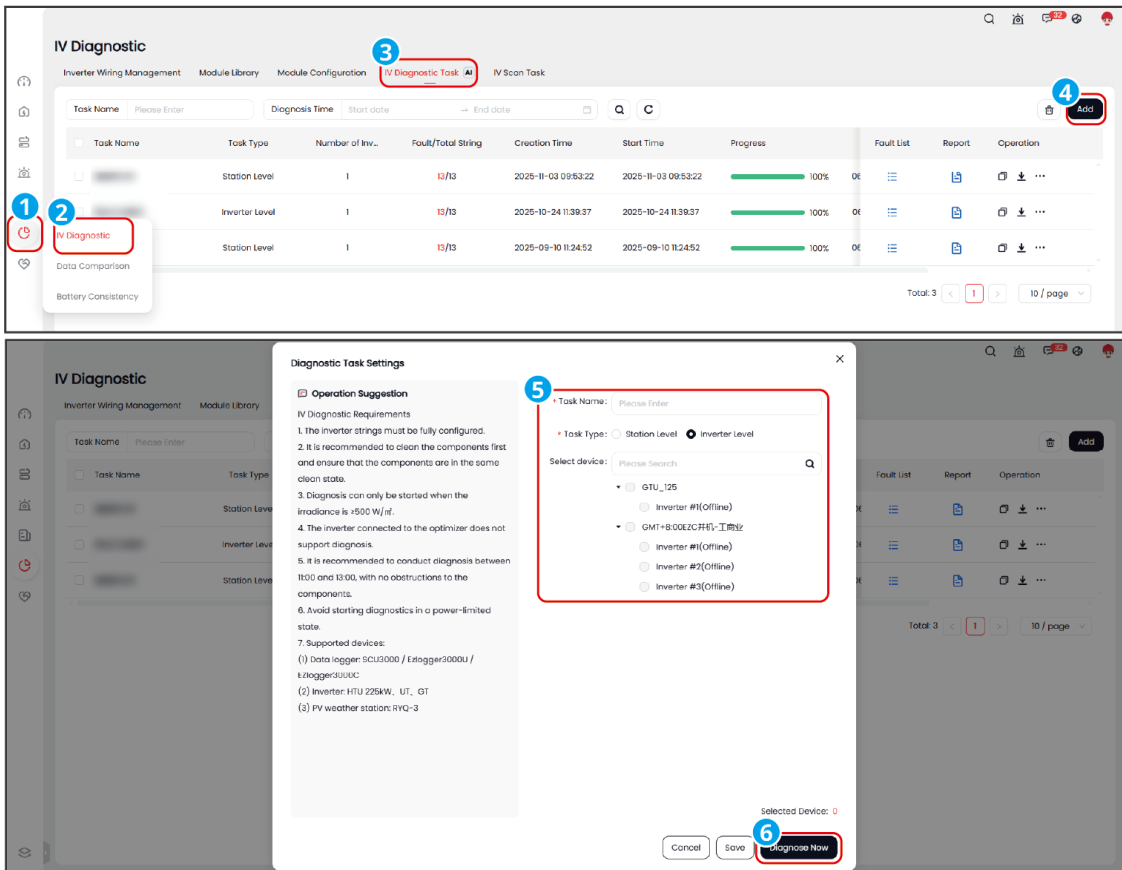 32
IV Diagnostic
3
Inverter Wiring Management Module Library Module Configuration IV Diagnostic Task AI IV Scan Task
4
Task Name Please Enter Diagnosis Time Start date → End date Add
Task Name Task Type Number of Inv... Fault/Total String Creation Time Start Time Progress Fault List Report Operation
Station Level 1 13/13 2025-11-03 09:53:22 2025-11-03 09:53:22 100% 06
1 2
Inverter Level 1 13/13 2025-10-24 11:39:37 2025-10-24 11:39:37 100% 06
IV Diagnostic
Station Level 1 13/13 2025-09-10 11:24:52 2025-09-10 11:24:52 100% 06
Data Comparison
Battery Consistency
Total: 3 < 1 > 10 / page
32
IV Diagnostic
Inverter Wiring Management Module Library
Task Name Please Enter Add
Task Name Task Type Fault List Report Operation
Station Leve
Inverter Leve
Station Leve
Total: 3 < 1 > 10 / page
Diagnostic Task Settings
Operation Suggestion
IV Diagnostic Requirements
1. The inverter strings must be fully configured.
2. It is recommended to clean the components first
and ensure that the components are in the same
clean state.
3. Diagnosis can only be started when the
irradiance is ≥500 W/㎡.
4. The inverter connected to the optimizer does not
support diagnosis.
5. It is recommended to conduct diagnosis between
11:00 and 13:00, with no obstructions to the
components.
6. Avoid starting diagnostics in a power-limited
state.
7. Supported devices:
(1) Data logger: SCU3000 / Ezlogger3000U /
EZlogger3000C
(2) Inverter: HTU 225kW、UT、GT
(3) PV weather station: RYQ-3
5
* Task Name: Please Enter
* Task Type: Station Level Inverter Level
Select device: Please Search
GTU_125
Inverter #1(Offline)
GMT+8:00EZC开机-工商业
Inverter #1(Offline)
Inverter #2(Offline)
Inverter #3(Offline)
Selected Device: 0
6
Cancel Save Diagnose Now